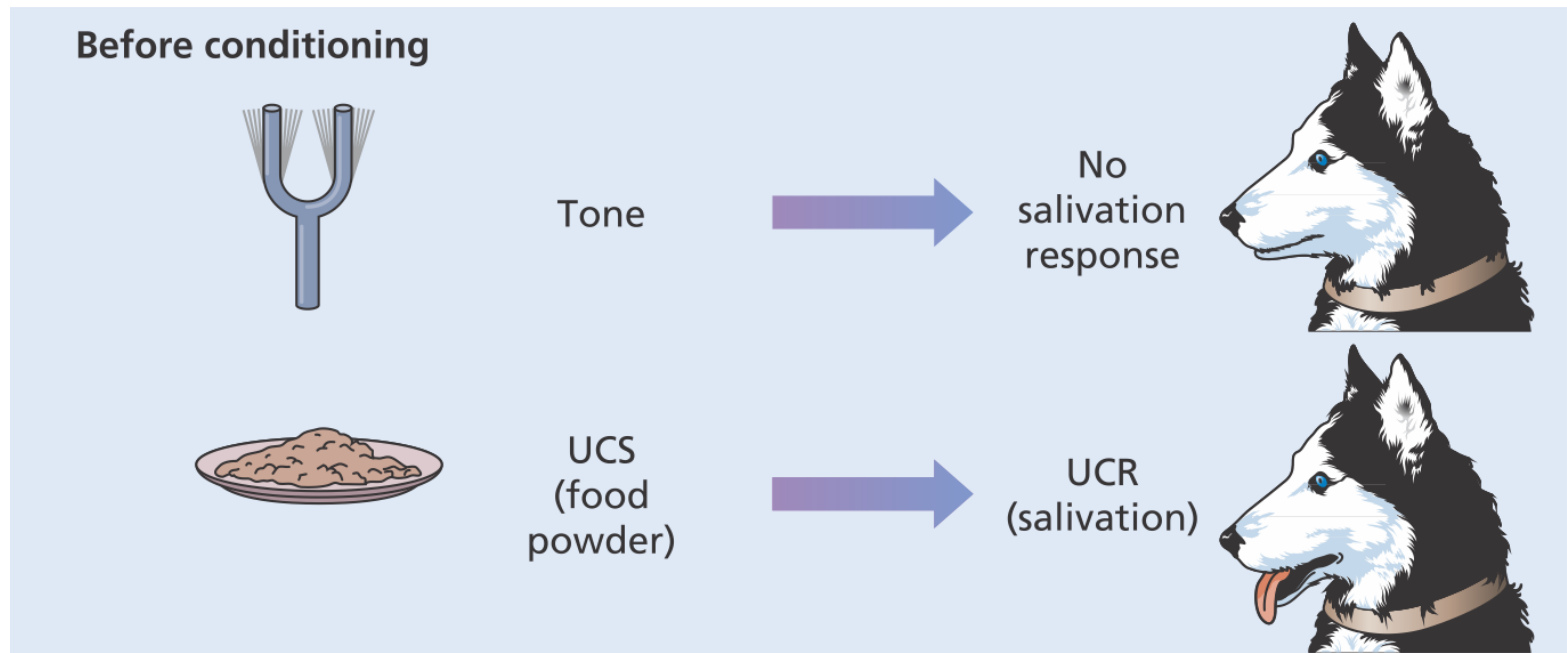 Before conditioning
Tone
No
salivation
response
UCS
(food
powder)
UCR
(salivation)